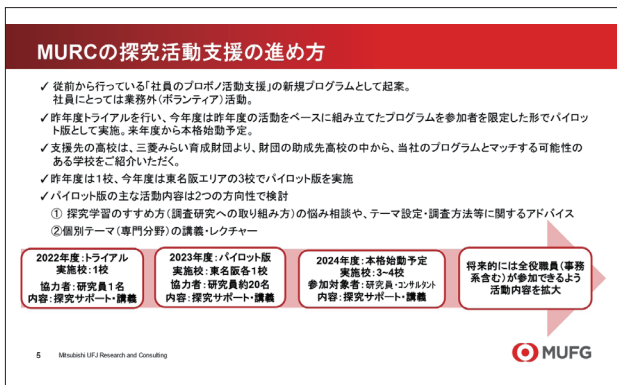 MURCの探究活動支援の進め方
✓ 従前から行っている「社員のプロボノ活動支援」の新規プログラムとして起案。
社員にとっては業務外(ボランティア)活動。
✓昨年度トライアルを行い、今年度は昨年度の活動をベースに組み立てたプログラムを参加者を限定した形でパイロッ
ト版として実施。来年度から本格始動予定。
✓支援先の高校は、三菱みらい育成財団より、財団の助成先高校の中から、当社のプログラムとマッチする可能性の
ある学校をご紹介いただく。
✓昨年度は1校、今年度は東名阪エリアの3校でパイロット版を実施
✓パイロット版の主な活動内容は2つの方向性で検討
① 探究学習のすすめ方(調査研究への取り組み方)の悩み相談や、テーマ設定・調査方法等に関するアドバイス
②個別テーマ(専門分野)の講義・レクチャー
2022年度:トライアル
実施校:1校
協力者:研究員1名
内容:探究サポート・講義
2023年度:パイロット版
実施校:東名阪各1校
協力者:研究員約20名
内容:探究サポート・講義
2024年度:本格始動予定
実施校:3~4校
参加対象者:研究員・コンサルタント
内容:探究サポート・講義
将来的には全役職員(事務
系含む)が参加できるよう
活動内容を拡大
5 Mitsubishi UFJ Research and Consulting
MUFG